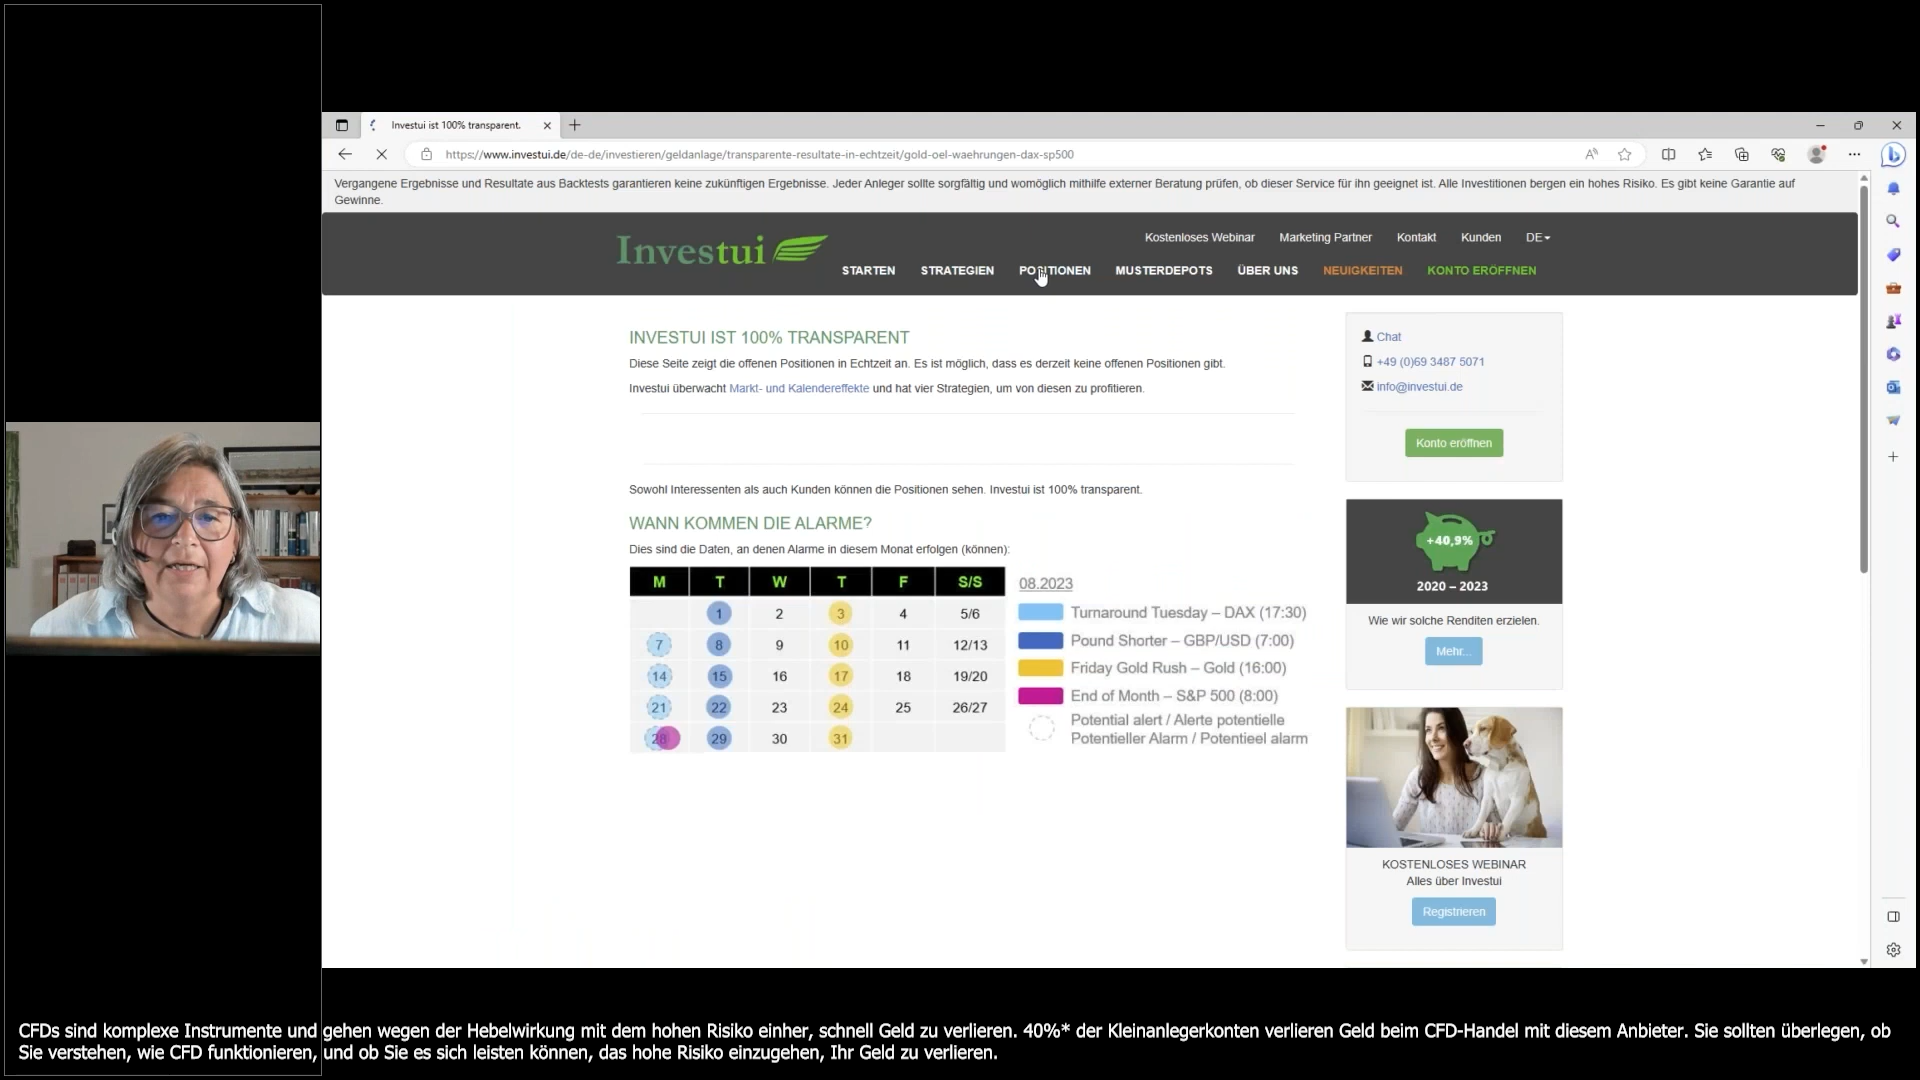 Investui ist 100% transparent.
https://www.investui.de/de-de/investieren/geldanlage/transparente-resultate-in-echtzeit/gold-oel-waehrungen-dax-sp500
Vergangene Ergebnisse und Resultate aus Backtests garantieren keine zukünftigen Ergebnisse. Jeder Anleger sollte sorgfältig und womöglich mithilfe externer Beratung prüfen, ob dieser Service für ihn geeignet ist. Alle Invesitionen bergen ein hohes Risiko. Es gibt keine Garantie auf
Gewinne.
Kostenloses Webinar Marketing Partner Kontakt Kunden DE
Investui
STARTEN STRATEGIEN POSITIONEN MUSTERDEPOTS ÜBER UNS NEUIGKEITEN KONTO ERÖFFNEN
INVESTUI IST 100% TRANSPARENT
Diese Seite zeigt die offenen Positionen in Echtzeit an. Es ist möglich, dass es derzeit keine offenen Positionen gibt.
Investui überwacht Markt- und Kalendereffekte und hat vier Strategien, um von diesen zu profitieren.
Sowohl Interessenten als auch Kunden können die Positionen sehen. Investui ist 100% transparent.
WANN KOMMEN DIE ALARME?
Dies sind die Daten, an denen Alarme in diesem Monat erfolgen (können):
M T W T F S/S
1 2 3 4 5/6
7 8 9 10 11 12/13
14 15 16 17 18 19/20
21 22 23 24 25 26/27
28 29 30 31
08.2023
Turnaround Tuesday – DAX (17:30)
Pound Shorter – GBP/USD (7:00)
Friday Gold Rush – Gold (16:00)
End of Month – S&P 500 (8:00)
Potential alert / Alerte potentielle
Potentieller Alarm / Potentieel alarm
Chat
+49 (0)69 3487 5071
info@investui.de
Konto eröffnen
+40,9%
2020 – 2023
Wie wir solche Renditen erzielen.
Mehr...
KOSTENLOSES WEBINAR
Alles über Investui
Registrieren
CFDs sind komplexe Instrumente und gehen wegen der Hebelwirkung mit dem hohen Risiko einher, schnell Geld zu verlieren. 40%* der Kleinanlegerkonten verlieren Geld beim CFD-Handel mit diesem Anbieter. Sie sollten überlegen, ob
Sie verstehen, wie CFD funktionieren, und ob Sie es sich leisten können, das hohe Risiko einzugehen, Ihr Geld zu verlieren.